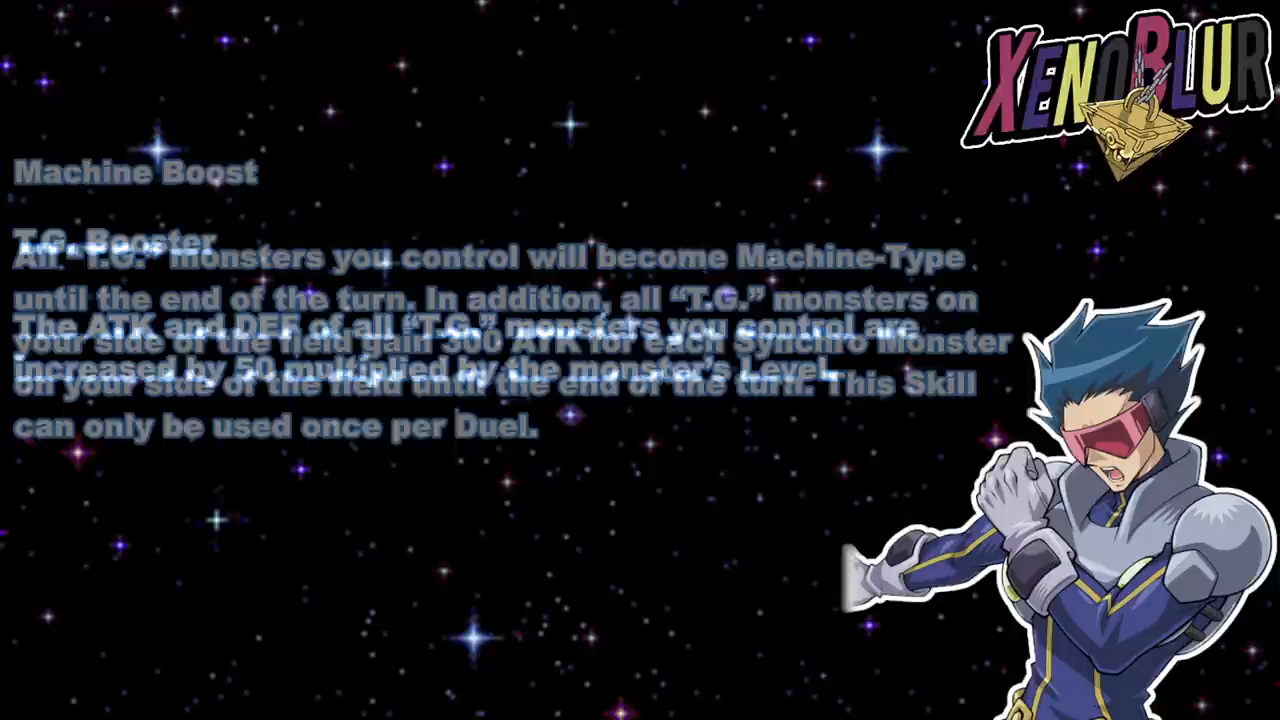 XENOBLUR
Machine Boost
T.G. Booster
All “T.G.” monsters you control will become Machine-Type
until the end of the turn. In addition, all “T.G.” monsters on
The ATK and DEF of all “T.G.” monsters you control are
your side of the field gain 300 ATK for each Synchro Monster
increased by 50 multiplied by the monster’s Level.
on your side of the field until the end of the turn. This Skill
can only be used once per Duel.